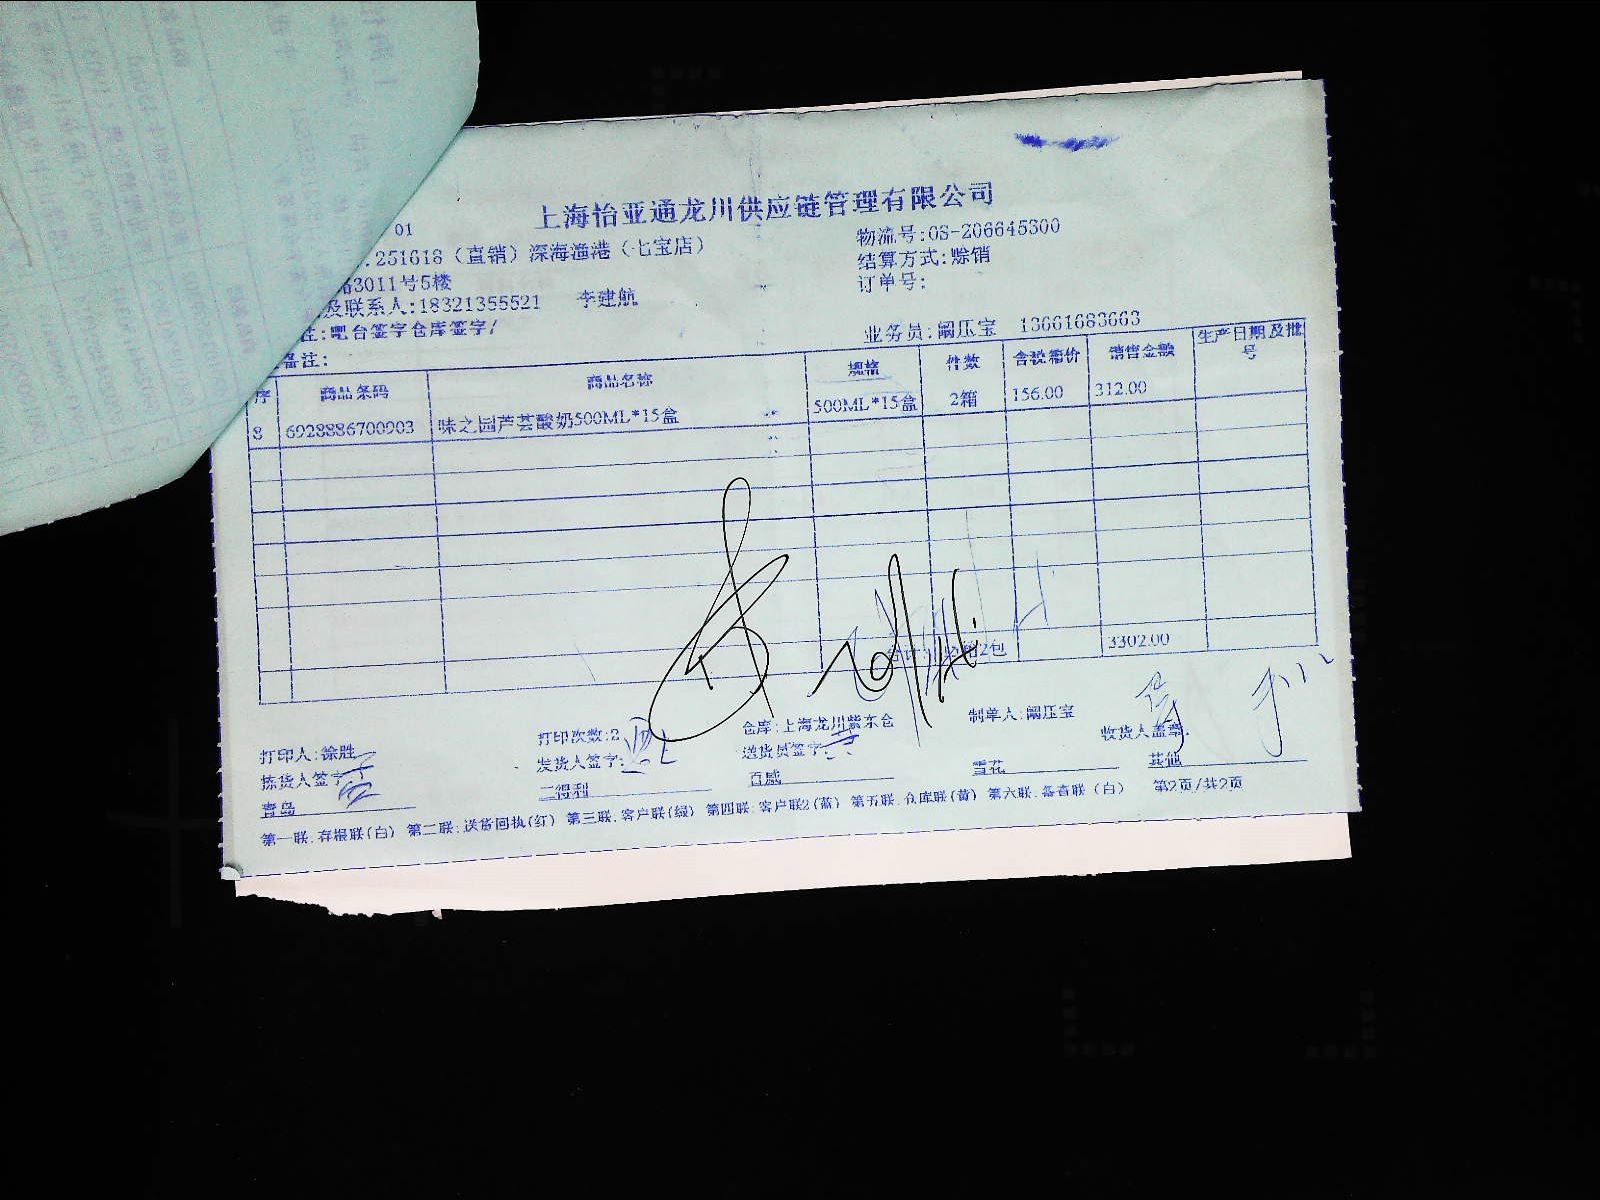 上海怡亚通龙川供应链管理有限公司
01
物流号:OS-206645300
251618（直销）深海渔港（七宝店）
结算方式:赊销
3011号5楼
订单号:
及联系人:18321355521 李建航
注:吧台签字仓库签字/
业务员:阚压宝 13661683663
备注:
序 商品条码 商品名称 规格 件数 含税箱价 销售金额 生产日期及批号
8 6928886700903 味之园芦荟酸奶500ML*15盒 500ML*15盒 2箱 156.00 312.00
合计 2包 3302.00
打印人:徐胜 打印次数:2 仓库:上海龙川紫东仓 制单人:阚压宝 收货人盖章:
拣货人签字: 发货人签字: 送货员签字:
青岛 二得利 百威 雪花 其他
第一联:存根联(白) 第二联:送货回执(红) 第三联:客户联(绿) 第四联:客户联2(蓝) 第五联:仓库联(黄) 第六联:备查联(白) 第2页/共2页